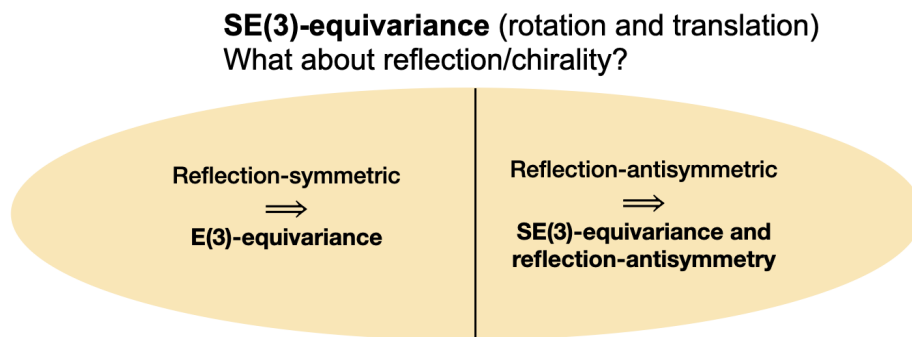 SE(3)-equivariance (rotation and translation)
What about reflection/chirality?
Reflection-symmetric
⟹
E(3)-equivariance
Reflection-antisymmetric
⟹
SE(3)-equivariance and
reflection-antisymmetry